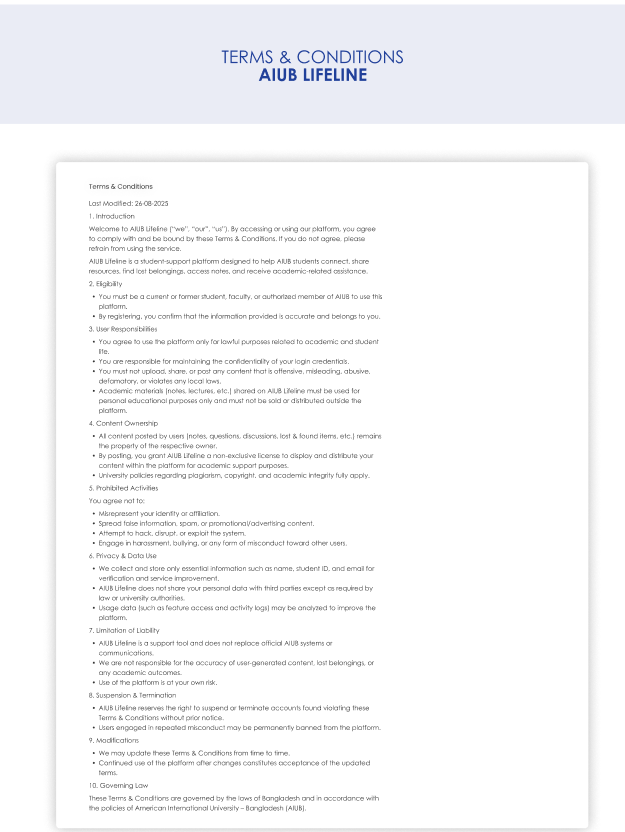 TERMS & CONDITIONS
AIUB LIFELINE
Terms & Conditions
Last Modified: 26-08-2025
1. Introduction
Welcome to AIUB Lifeline (“we”, “our”, “us”). By accessing or using our platform, you agree
to comply with and be bound by these Terms & Conditions. If you do not agree, please
refrain from using the service.
AIUB Lifeline is a student-support platform designed to help AIUB students connect, share
resources, find lost belongings, access notes, and receive academic-related assistance.
2. Eligibility
• You must be a current or former student, faculty, or authorized member of AIUB to use this
platform.
• By registering, you confirm that the information provided is accurate and belongs to you.
3. User Responsibilities
• You agree to use the platform only for lawful purposes related to academic and student
life.
• You are responsible for maintaining the confidentiality of your login credentials.
• You must not upload, share, or post any content that is offensive, misleading, abusive,
defamatory, or violates any local laws.
• Academic materials (notes, lectures, etc.) shared on AIUB Lifeline must be used for
personal educational purposes only and must not be sold or distributed outside the
platform.
4. Content Ownership
• All content posted by users (notes, questions, discussions, lost & found items, etc.) remains
the property of the respective owner.
• By posting, you grant AIUB Lifeline a non-exclusive license to display and distribute your
content within the platform for academic support purposes.
• University policies regarding plagiarism, copyright, and academic integrity fully apply.
5. Prohibited Activities
You agree not to:
• Misrepresent your identity or affiliation.
• Spread false information, spam, or promotional/advertising content.
• Attempt to hack, disrupt, or exploit the system.
• Engage in harassment, bullying, or any form of misconduct toward other users.
6. Privacy & Data Use
• We collect and store only essential information such as name, student ID, and email for
verification and service improvement.
• AIUB Lifeline does not share your personal data with third parties except as required by
law or university authorities.
• Usage data (such as feature access and activity logs) may be analyzed to improve the
platform.
7. Limitation of Liability
• AIUB Lifeline is a support tool and does not replace official AIUB systems or
communications.
• We are not responsible for the accuracy of user-generated content, lost belongings, or
any academic outcomes.
• Use of the platform is at your own risk.
8. Suspension & Termination
• AIUB Lifeline reserves the right to suspend or terminate accounts found violating these
Terms & Conditions without prior notice.
• Users engaged in repeated misconduct may be permanently banned from the platform.
9. Modifications
• We may update these Terms & Conditions from time to time.
• Continued use of the platform after changes constitutes acceptance of the updated
terms.
10. Governing Law
These Terms & Conditions are governed by the laws of Bangladesh and in accordance with
the policies of American International University – Bangladesh (AIUB).